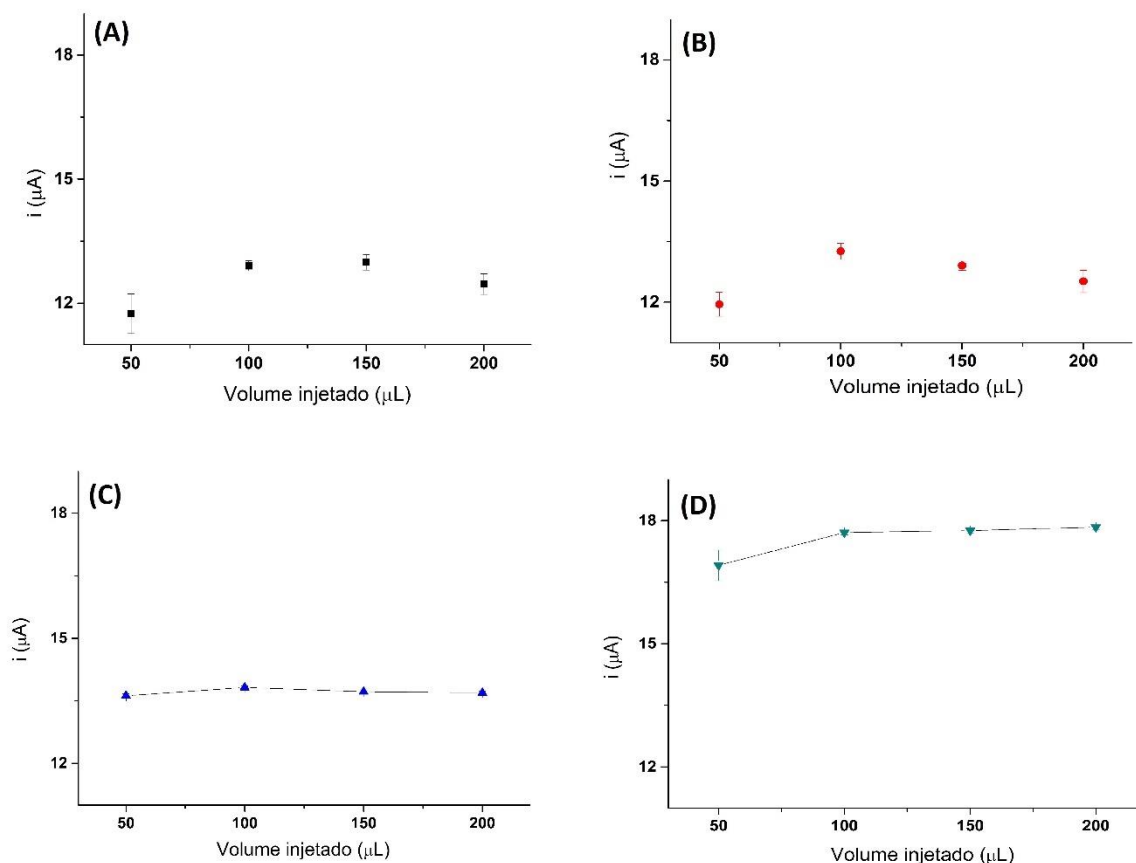 (A)
18
15
12
i (μA)
50 100 150 200
Volume injetado (μL)
(B)
18
15
12
i (μA)
50 100 150 200
Volume injetado (μL)
(C)
18
15
12
i (μA)
50 100 150 200
Volume injetado (μL)
(D)
18
15
12
i (μA)
50 100 150 200
Volume injetado (μL)